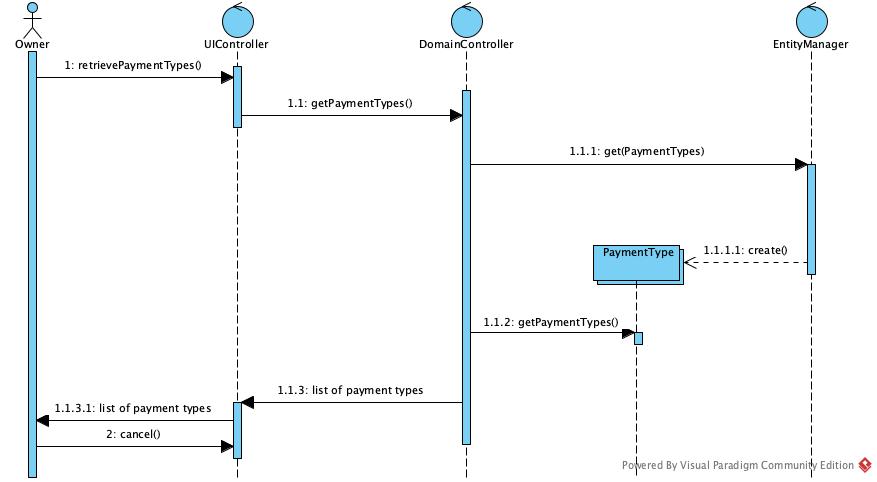 Owner
UIController
DomainController
EntityManager
1: retrievePaymentTypes()
1.1: getPaymentTypes()
1.1.1: get(PaymentTypes)
1.1.1.1: create()
PaymentType
1.1.2: getPaymentTypes()
1.1.3: list of payment types
1.1.3.1: list of payment types
2: cancel()
Powered By Visual Paradigm Community Edition